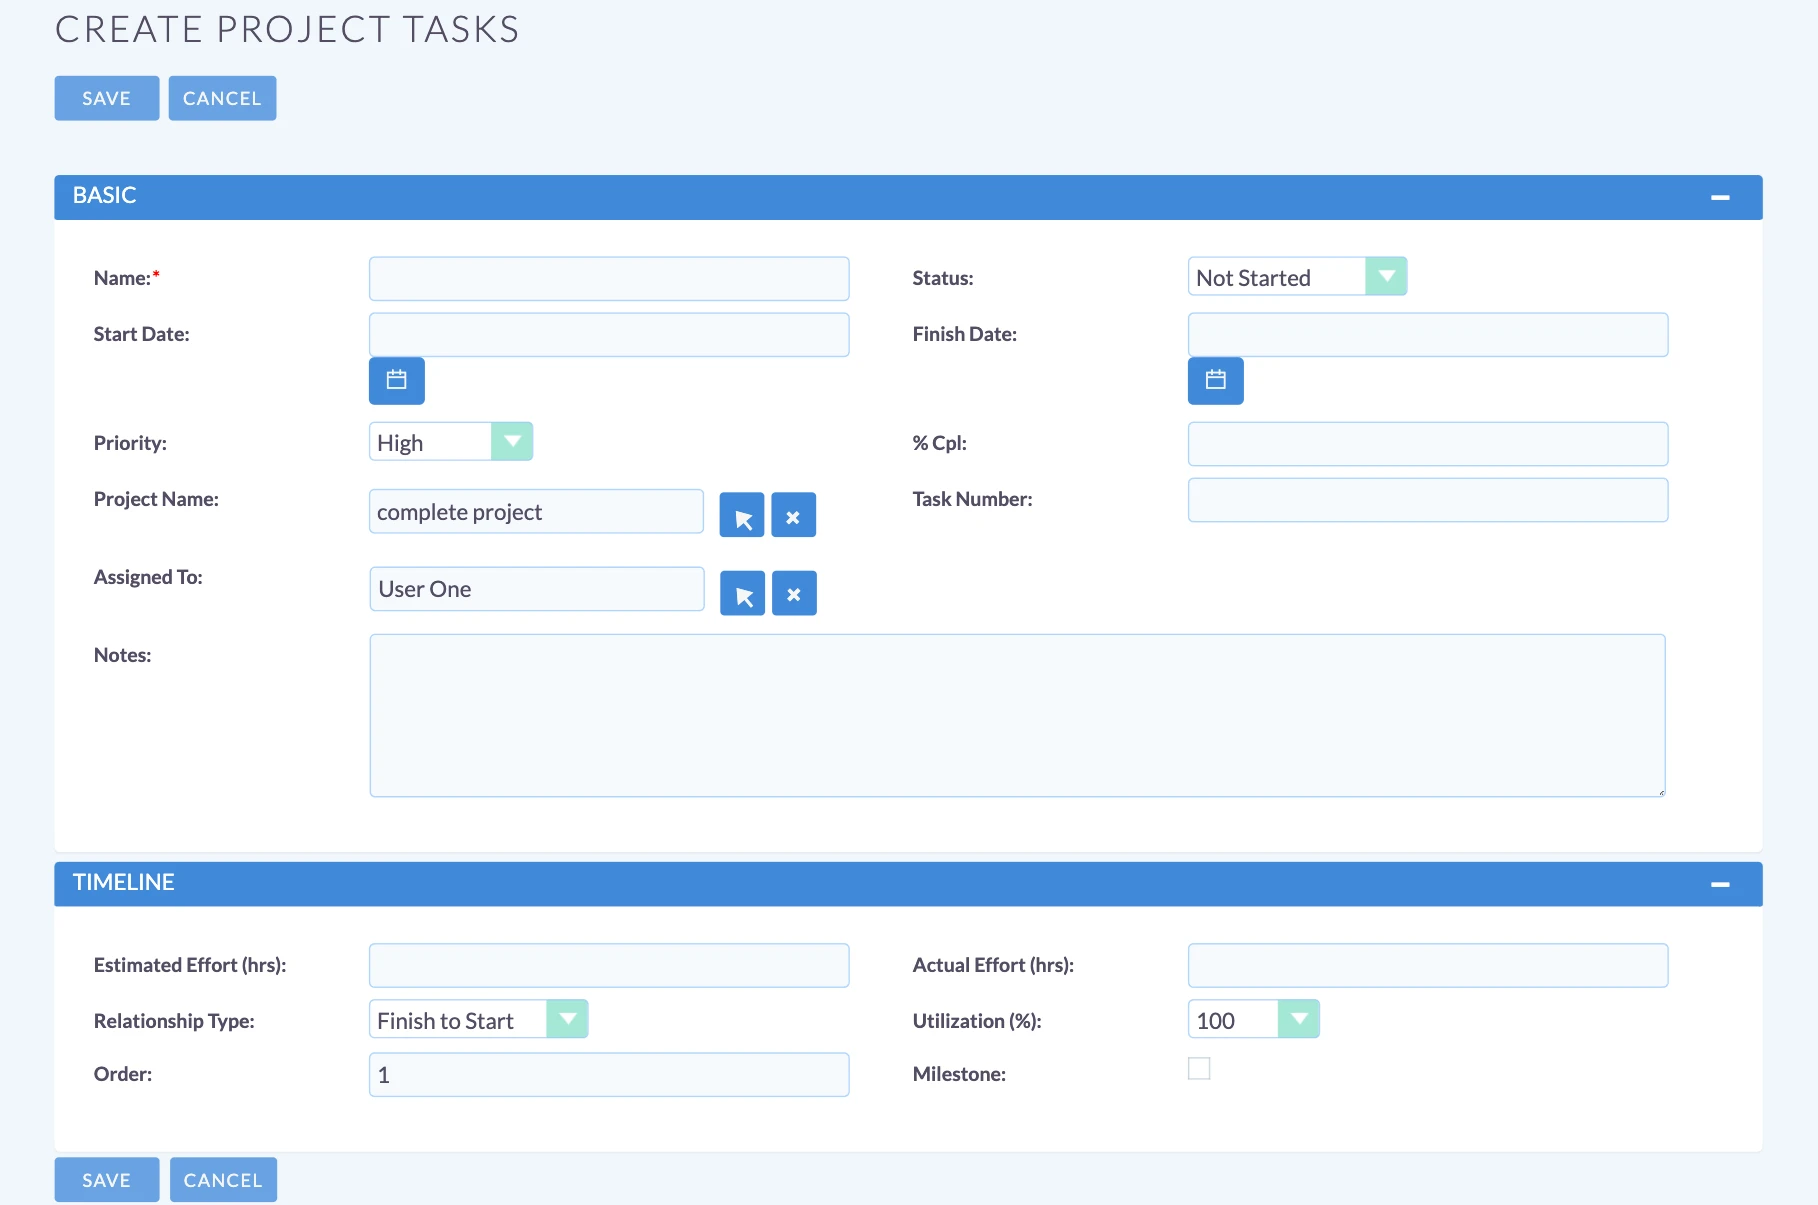 CREATE PROJECT TASKS
SAVE CANCEL
BASIC
Name:* Status: Not Started
Start Date: Finish Date:
Priority: High % Cpl:
Project Name: complete project Task Number:
Assigned To: User One
Notes:
TIMELINE
Estimated Effort (hrs): Actual Effort (hrs):
Relationship Type: Finish to Start Utilization (%): 100
Order: 1 Milestone:
SAVE CANCEL